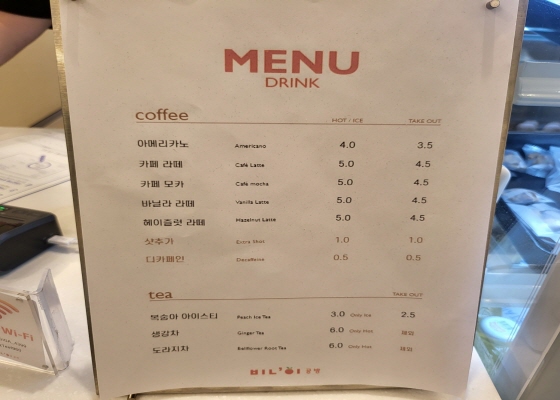 MENU
DRINK
coffee HOT / ICE TAKE OUT
아메리카노 Americano 4.0 3.5
카페 라떼 Café Latte 5.0 4.5
카페 모카 Café mocha 5.0 4.5
바닐라 라떼 Vanilla Latte 5.0 4.5
헤이즐럿 라떼 Hazelnut Latte 5.0 4.5
샷추가 Extra Shot 1.0 1.0
디카페인 Decaffeine 0.5 0.5
tea TAKE OUT
복숭아 아이스티 Peach Ice Tea 3.0 Only Ice 2.5
생강차 Ginger Tea 6.0 Only Hot
도라지차 Balloflower Root Tea 6.0 Only Hot
Wi-Fi